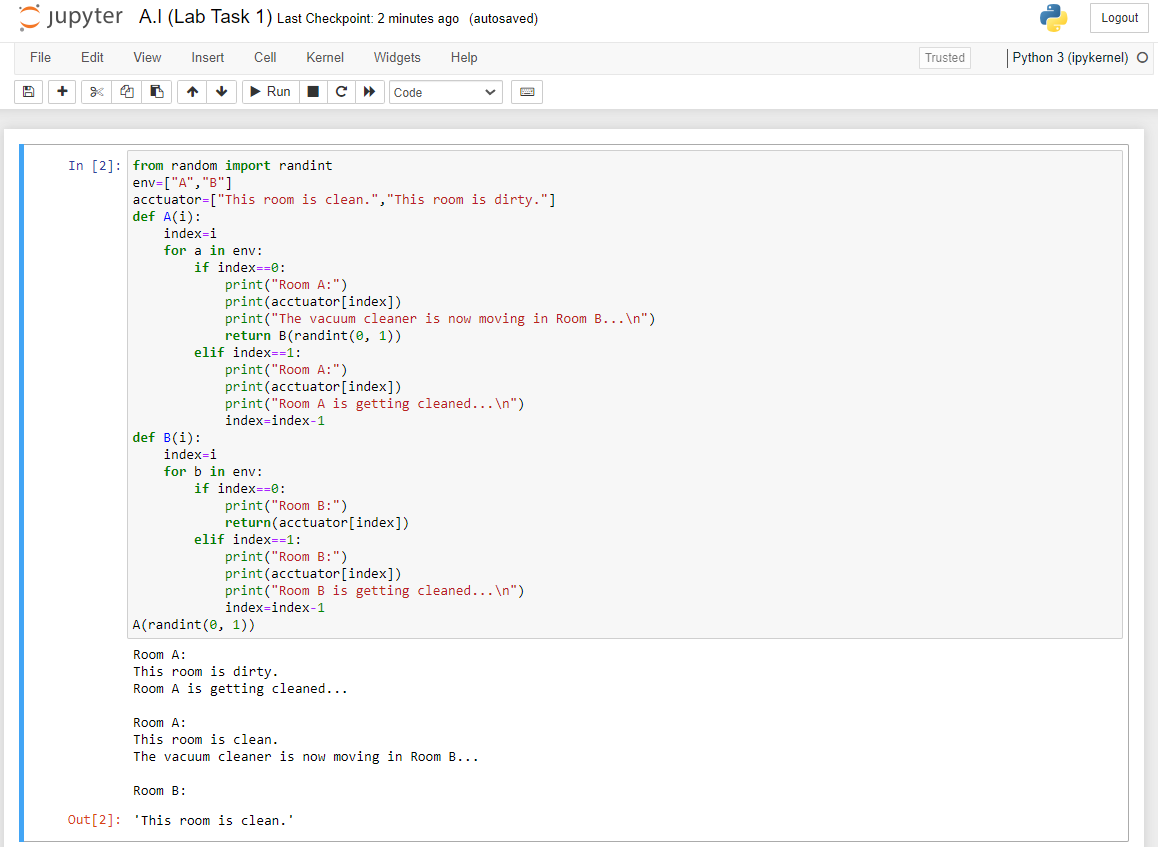 jupyter A.I (Lab Task 1) Last Checkpoint: 2 minutes ago (autosaved) Logout
File Edit View Insert Cell Kernel Widgets Help Trusted Python 3 (ipykernel)
Run Code
In [2]: from random import randint
env=["A","B"]
acctuator=["This room is clean.","This room is dirty."]
def A(i):
    index=i
    for a in env:
        if index==0:
            print("Room A:")
            print(acctuator[index])
            print("The vacuum cleaner is now moving in Room B...\n")
            return B(randint(0, 1))
        elif index==1:
            print("Room A:")
            print(acctuator[index])
            print("Room A is getting cleaned...\n")
            index=index-1
def B(i):
    index=i
    for b in env:
        if index==0:
            print("Room B:")
            return(acctuator[index])
        elif index==1:
            print("Room B:")
            print(acctuator[index])
            print("Room B is getting cleaned...\n")
            index=index-1
A(randint(0, 1))
Room A:
This room is dirty.
Room A is getting cleaned...
Room A:
This room is clean.
The vacuum cleaner is now moving in Room B...
Room B:
Out[2]: 'This room is clean.'